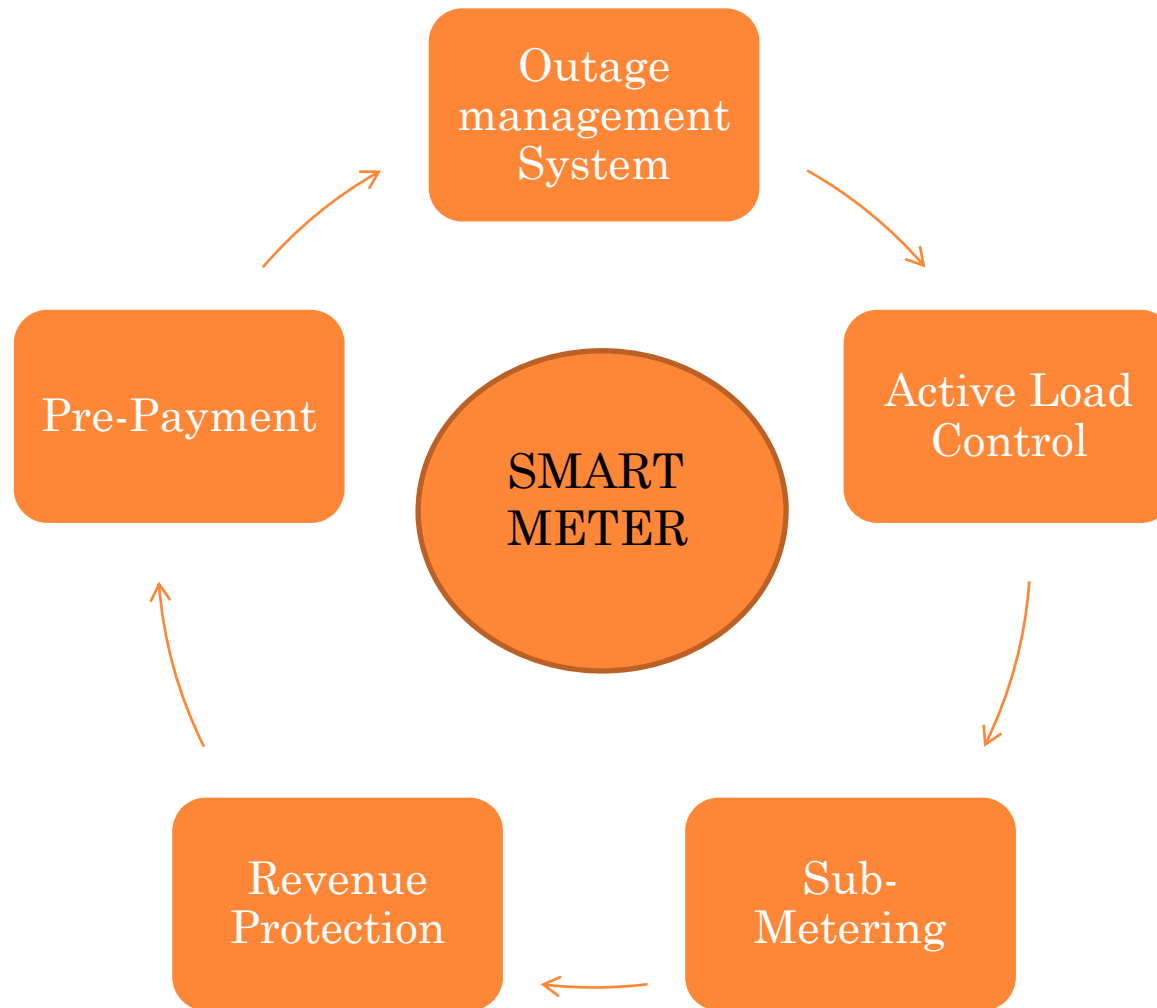 Outage
management
System
Active Load
Control
Sub-
Metering
Revenue
Protection
Pre-Payment
SMART
METER